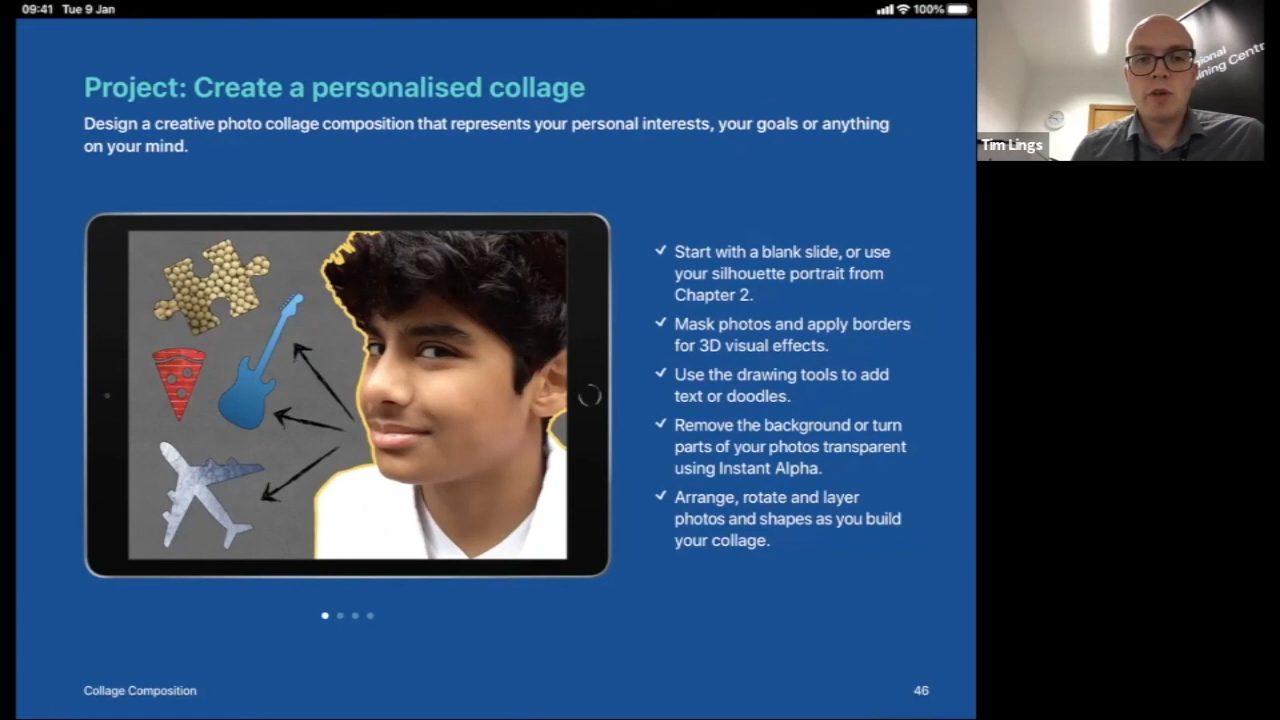 09:41 Tue 9 Jan
100%
Project: Create a personalised collage
Design a creative photo collage composition that represents your personal interests, your goals or anything
on your mind.
Start with a blank slide, or use
your silhouette portrait from
Chapter 2.
Mask photos and apply borders
for 3D visual effects.
Use the drawing tools to add
text or doodles.
Remove the background or turn
parts of your photos transparent
using Instant Alpha.
Arrange, rotate and layer
photos and shapes as you build
your collage.
Collage Composition
46
Tim Lings